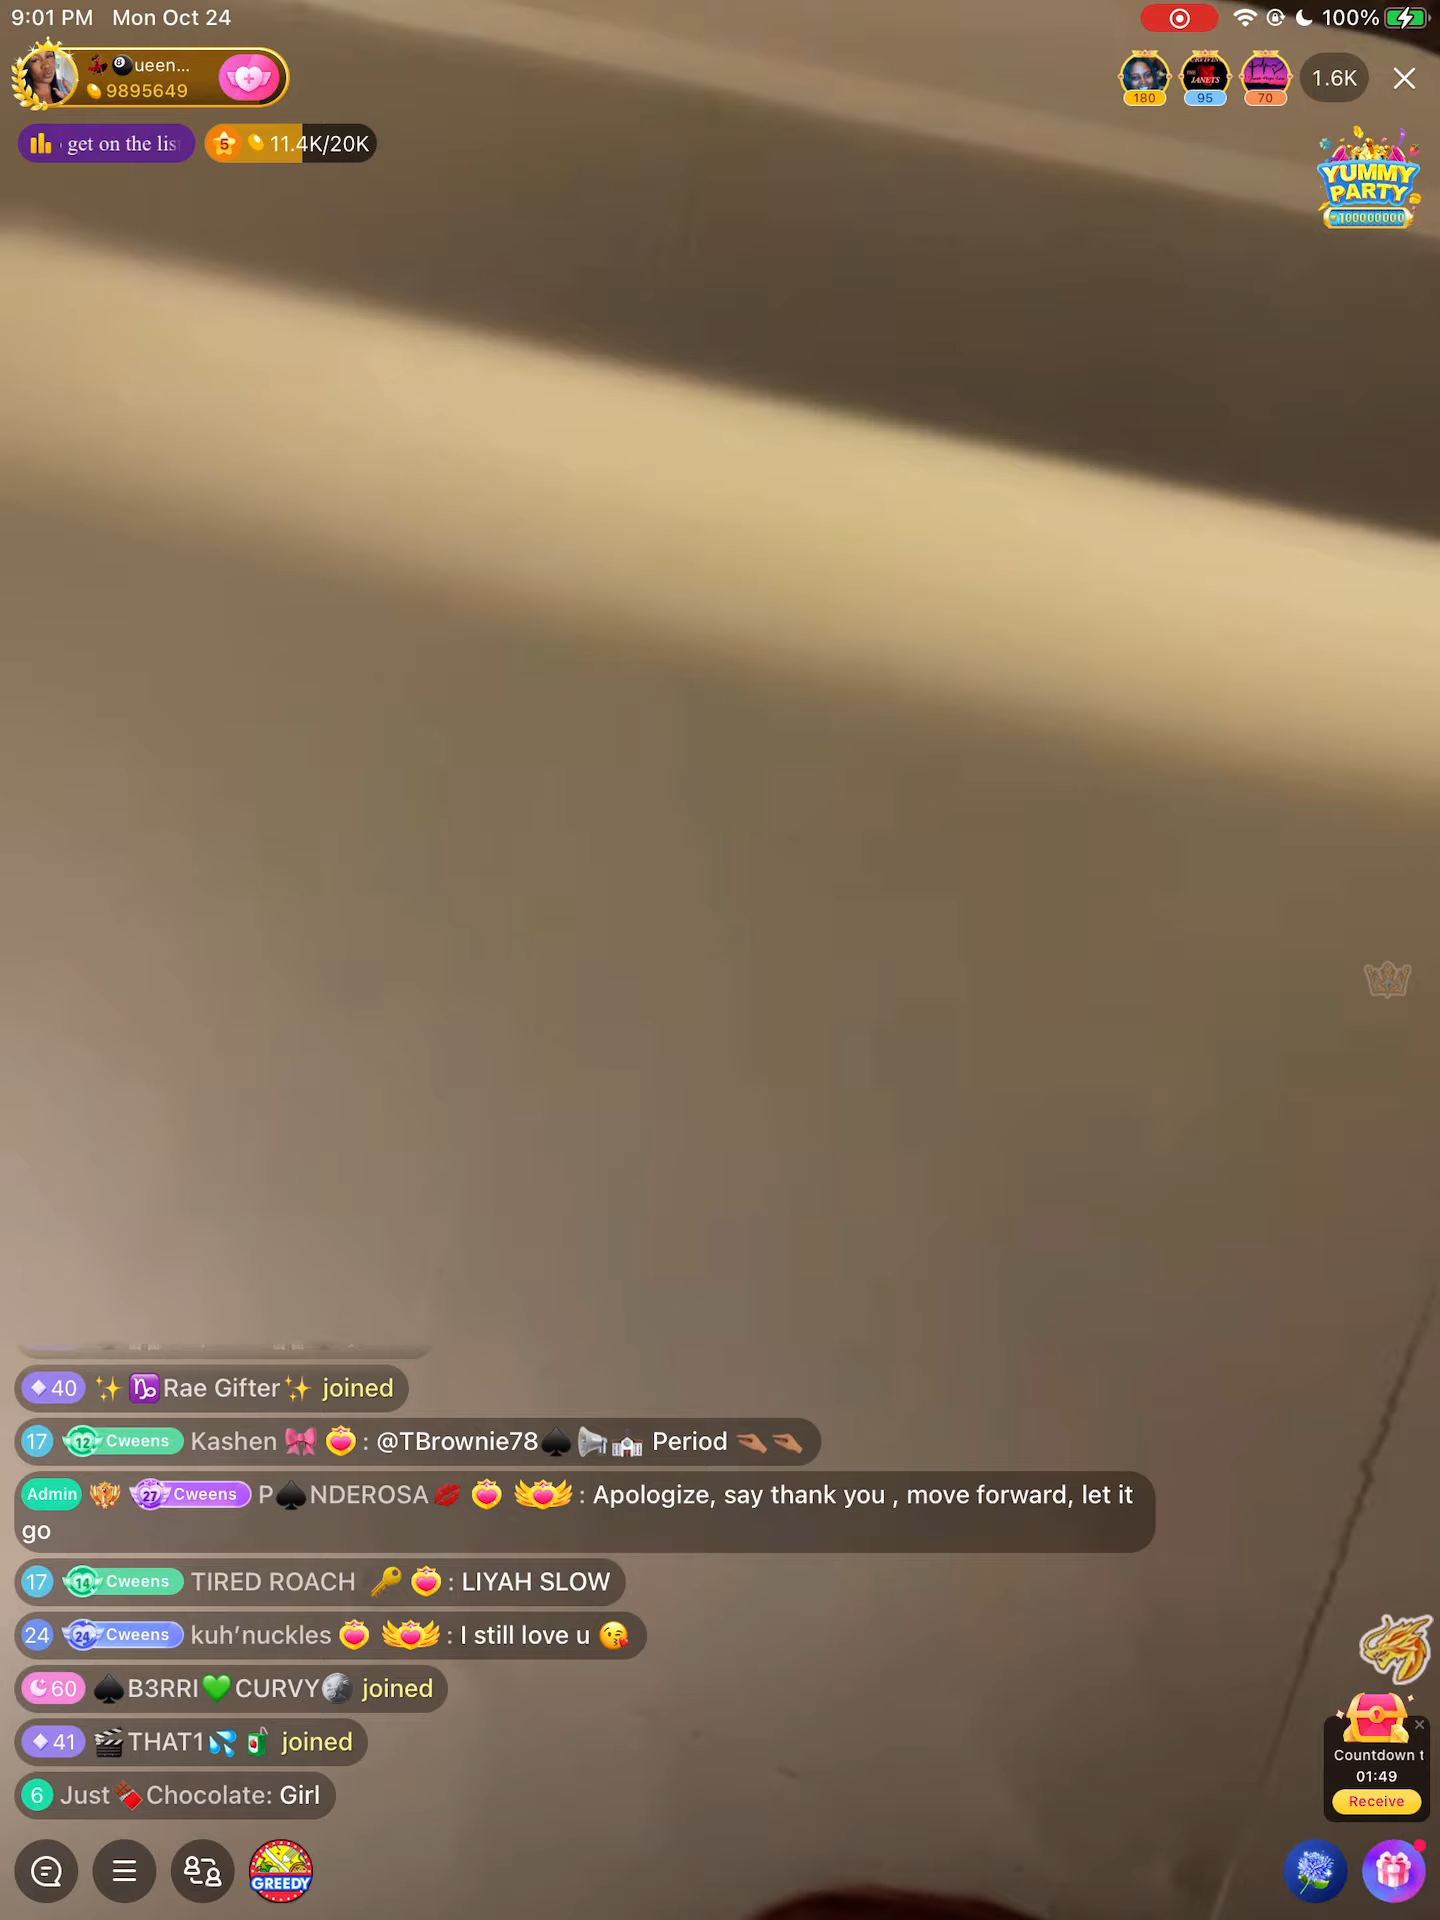 9:01 PM Mon Oct 24
100%
ueen...
9895649
180
95
70
1.6K
get on the lis
5 11.4K/20K
YUMMY
PARTY
100000000
40 Rae Gifter joined
17 12 Cweens Kashen : @TBrownie78 Period
Admin 27 Cweens P♠NDEROSA : Apologize, say thank you , move forward, let it
go
17 14 Cweens TIRED ROACH : LIYAH SLOW
24 24 Cweens kuh'nuckles : I still love u
60 B3RRI CURVY joined
41 THAT1 joined
6 Just Chocolate: Girl
Countdown t
01:49
Receive
GREEDY